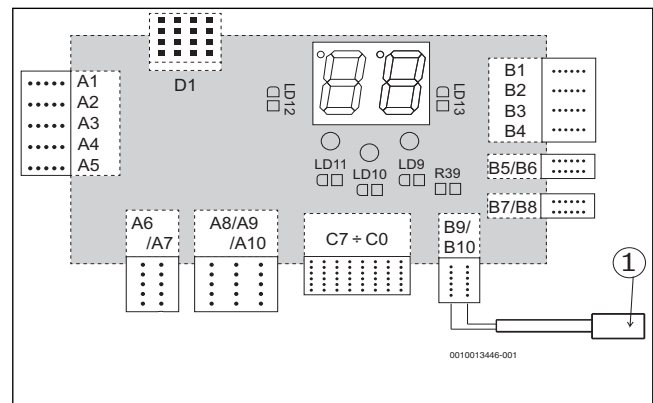 A1
A2
A3
A4
A5
D1
LD12
LD13
B1
B2
B3
B4
LD11
LD10
LD9
R39
B5/B6
B7/B8
A6
/A7
A8/A9
/A10
C7 ÷ C0
B9/
B10
1
0010013446-001